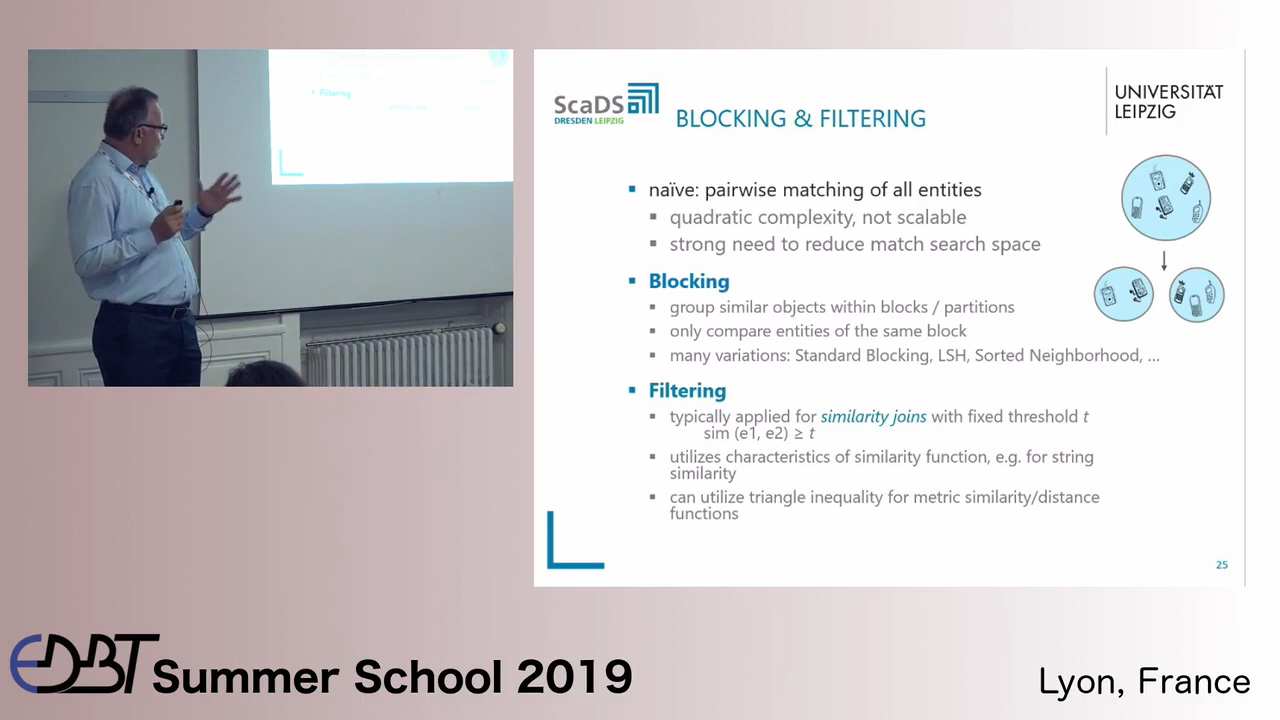 Filtering
ScaDS
DRESDEN LEIPZIG
BLOCKING & FILTERING
UNIVERSITÄT
LEIPZIG
▪ naïve: pairwise matching of all entities
▪ quadratic complexity, not scalable
▪ strong need to reduce match search space
▪ Blocking
▪ group similar objects within blocks / partitions
▪ only compare entities of the same block
▪ many variations: Standard Blocking, LSH, Sorted Neighborhood, ...
▪ Filtering
▪ typically applied for similarity joins with fixed threshold t
sim (e1, e2) ≥ t
▪ utilizes characteristics of similarity function, e.g. for string
similarity
▪ can utilize triangle inequality for metric similarity/distance
functions
25
EDBT Summer School 2019
Lyon, France